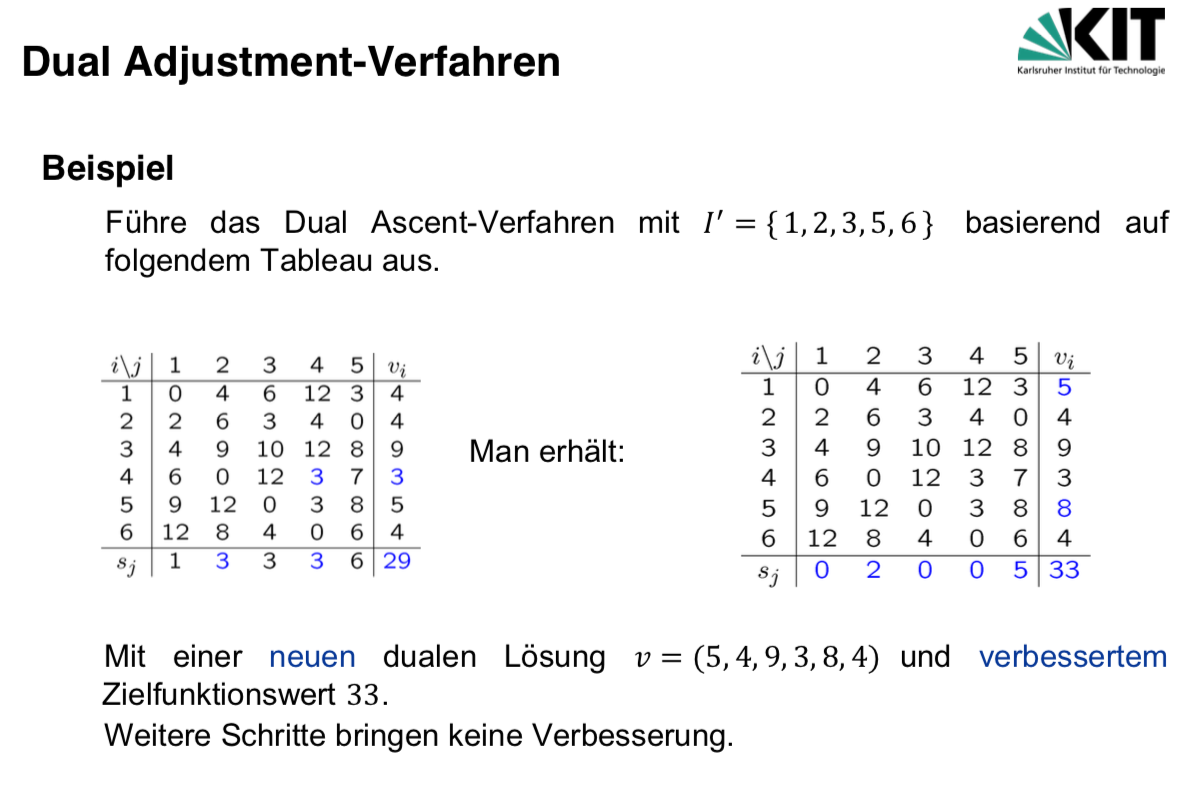 KIT
Karlsruher Institut für Technologie
Dual Adjustment-Verfahren
Beispiel
Führe das Dual Ascent-Verfahren mit I′ = {1, 2, 3, 5, 6} basierend auf
folgendem Tableau aus.
i\j 1 2 3 4 5 v_i
1 0 4 6 12 3 4
2 2 6 3 4 0 4
3 4 9 10 12 8 9
4 6 0 12 3 7 3
5 9 12 0 3 8 5
6 12 8 4 0 6 4
s_j 1 3 3 3 6 29
Man erhält:
i\j 1 2 3 4 5 v_i
1 0 4 6 12 3 5
2 2 6 3 4 0 4
3 4 9 10 12 8 9
4 6 0 12 3 7 3
5 9 12 0 3 8 8
6 12 8 4 0 6 4
s_j 0 2 0 0 5 33
Mit einer neuen dualen Lösung v = (5, 4, 9, 3, 8, 4) und verbessertem
Zielfunktionswert 33.
Weitere Schritte bringen keine Verbesserung.